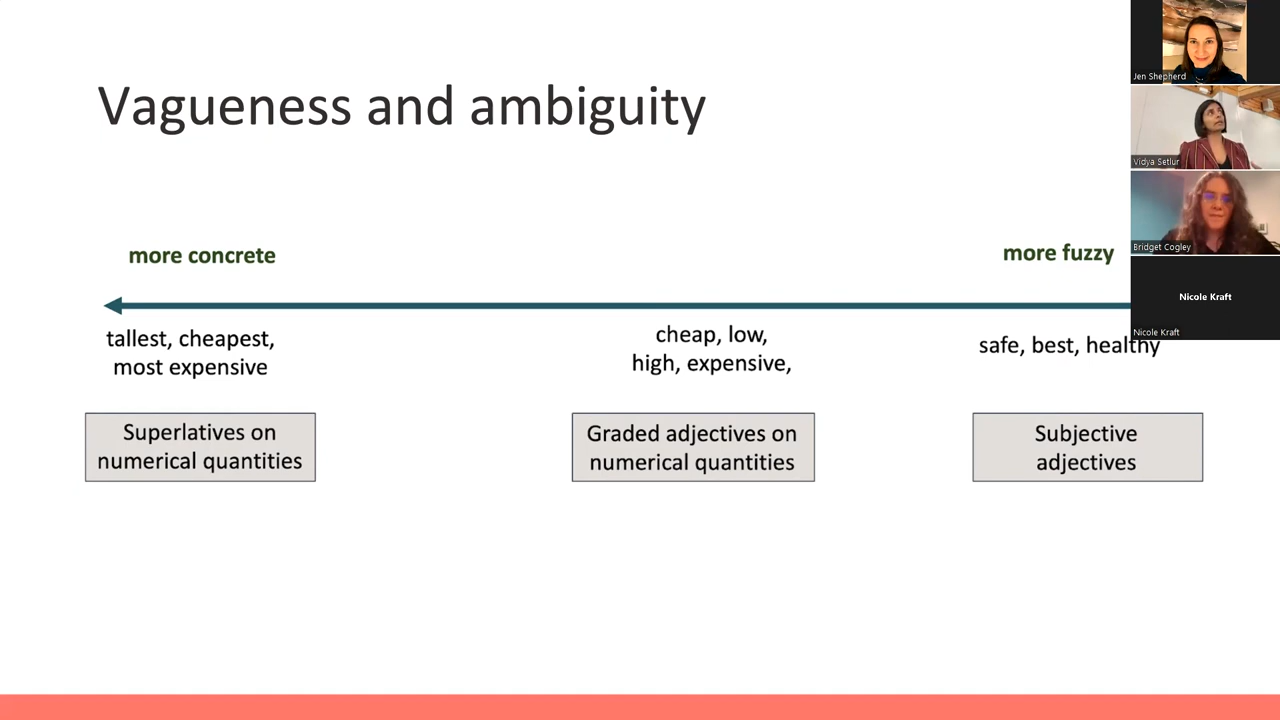 Vagueness and ambiguity
more concrete
more fuzzy
tallest, cheapest,
most expensive
cheap, low,
high, expensive,
safe, best, healthy
Superlatives on
numerical quantities
Graded adjectives on
numerical quantities
Subjective
adjectives
Jen Shepherd
Vidya Setlur
Bridget Cogley
Nicole Kraft
Nicole Kraft